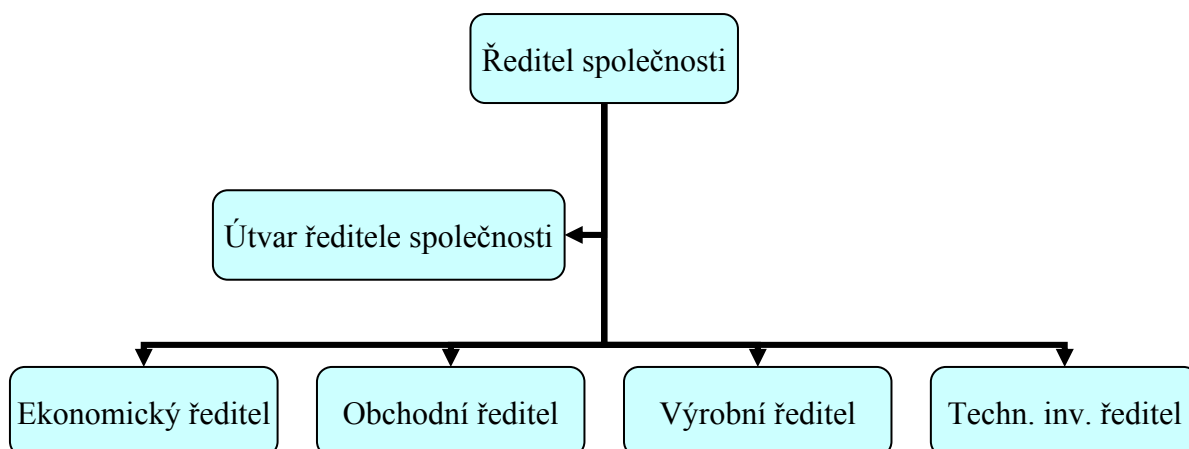 Ředitel společnosti
Útvar ředitele společnosti
Ekonomický ředitel
Obchodní ředitel
Výrobní ředitel
Techn. inv. ředitel